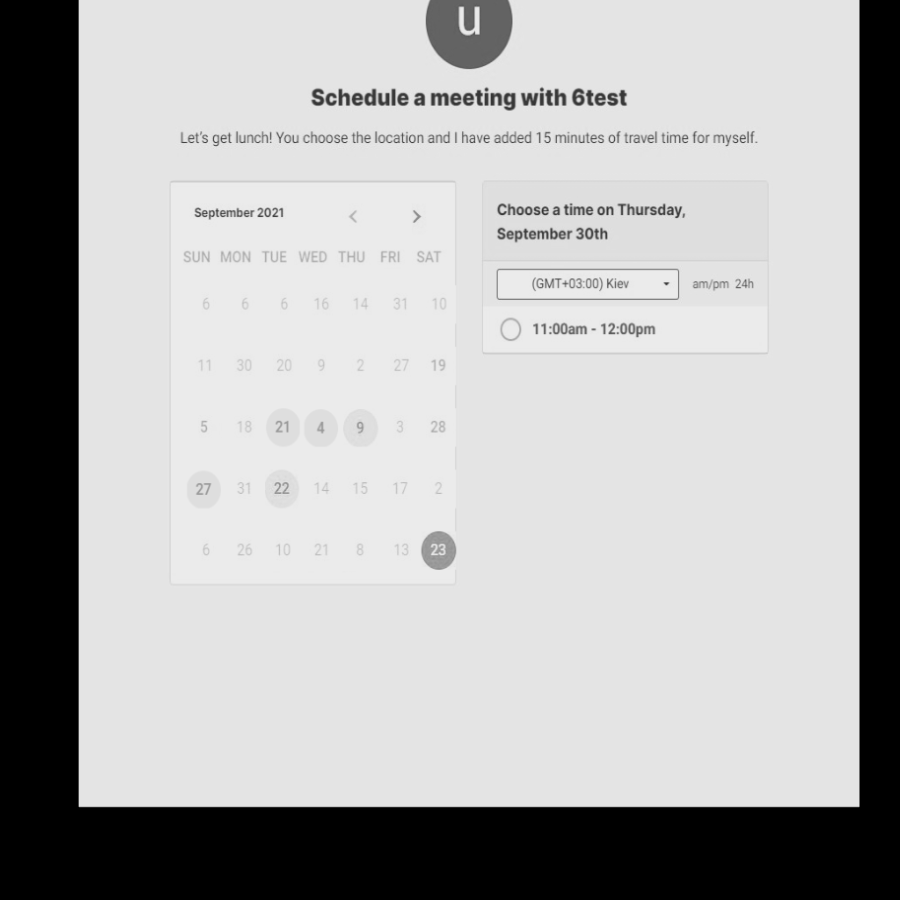 u
Schedule a meeting with 6test
Let's get lunch! You choose the location and I have added 15 minutes of travel time for myself.
September 2021
SUN MON TUE WED THU FRI SAT
6 6 6 16 14 31 10
11 30 20 9 2 27 19
5 18 21 4 9 3 28
27 31 22 14 15 17 2
6 26 10 21 8 13 23
Choose a time on Thursday,
September 30th
(GMT+03:00) Kiev am/pm 24h
11:00am - 12:00pm